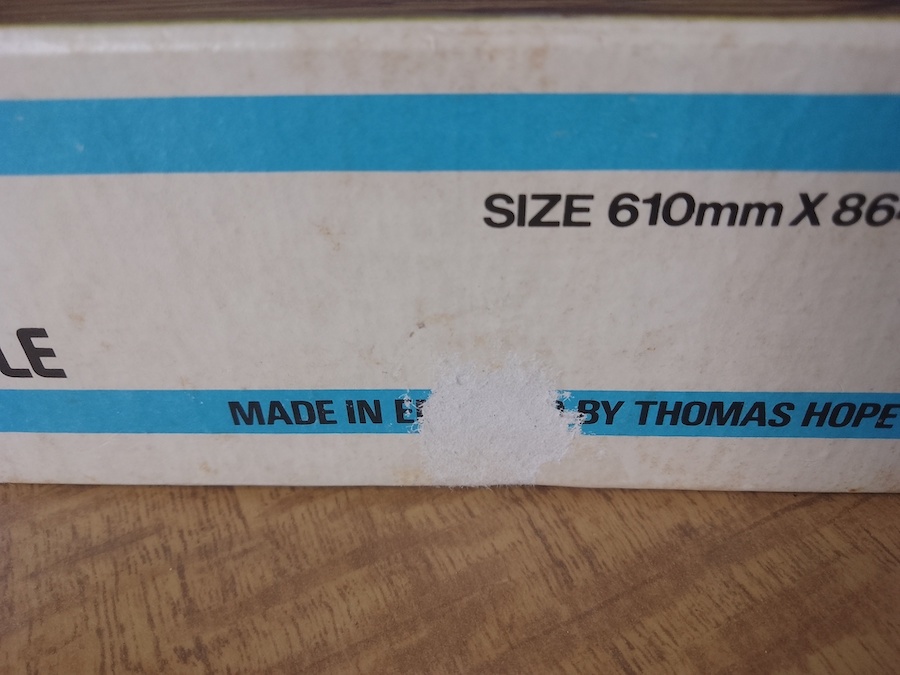 SIZE 610mm X 86
LE
MADE IN BY THOMAS HOPE